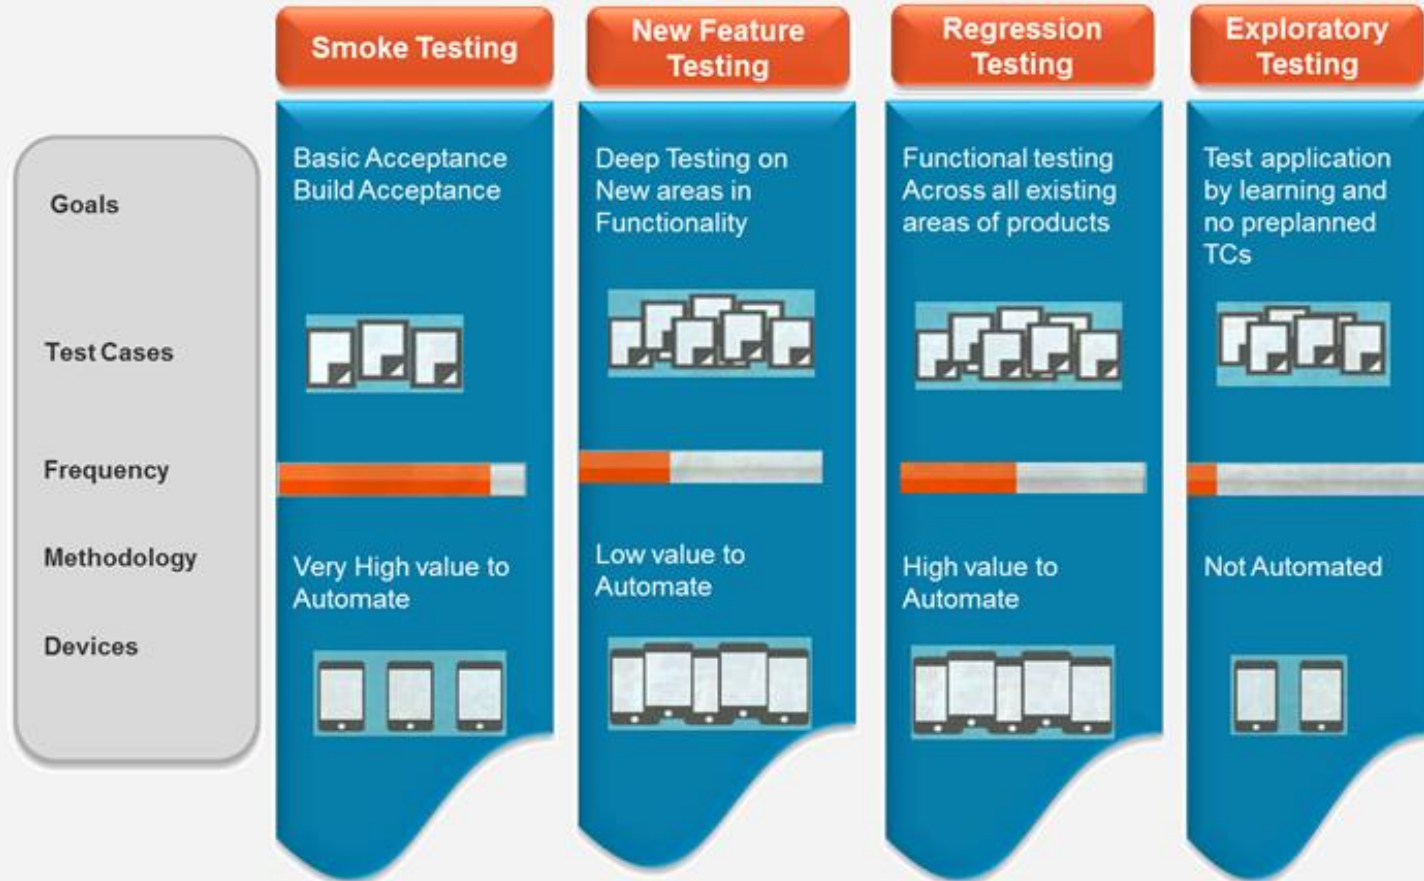 Smoke Testing
New Feature
Testing
Regression
Testing
Exploratory
Testing
Goals
Basic Acceptance
Build Acceptance
Deep Testing on
New areas in
Functionality
Functional testing
Across all existing
areas of products
Test application
by learning and
no preplanned
TCs
Test Cases
Frequency
Methodology
Very High value to
Automate
Low value to
Automate
High value to
Automate
Not Automated
Devices